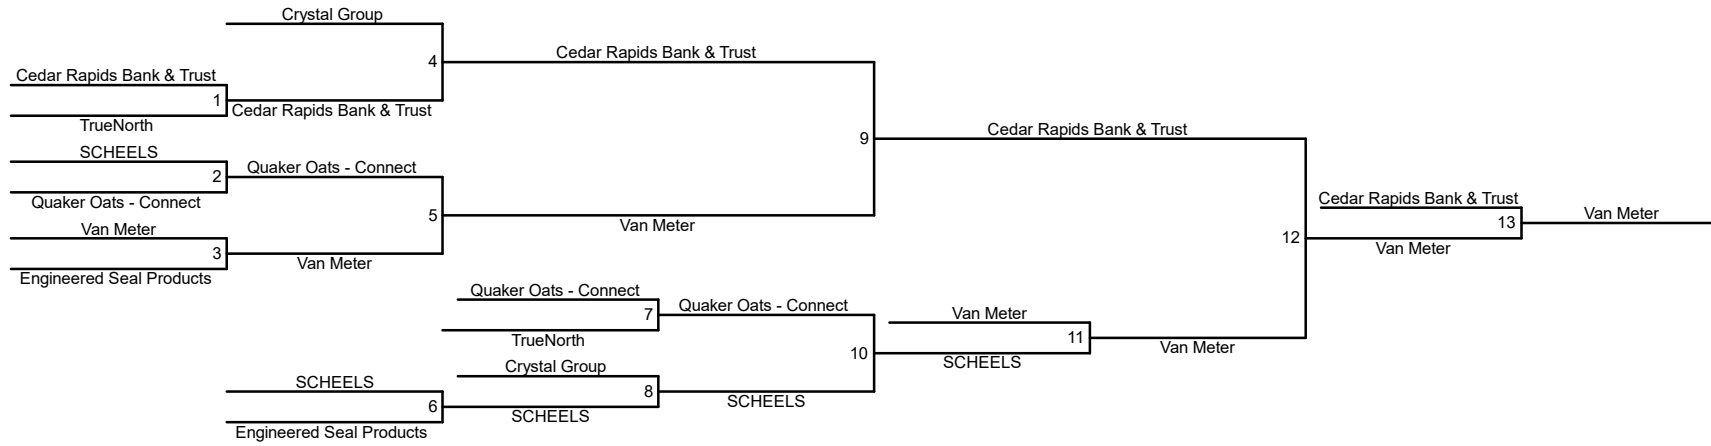 Crystal Group
4
Cedar Rapids Bank & Trust
Cedar Rapids Bank & Trust
1
Cedar Rapids Bank & Trust
TrueNorth
9
Cedar Rapids Bank & Trust
SCHEELS
2
Quaker Oats - Connect
Quaker Oats - Connect
5
Van Meter
Van Meter
3
Van Meter
Engineered Seal Products
12
Cedar Rapids Bank & Trust
13
Van Meter
Van Meter
Quaker Oats - Connect
7
Quaker Oats - Connect
TrueNorth
10
Van Meter
11
Van Meter
SCHEELS
Crystal Group
8
SCHEELS
SCHEELS
6
SCHEELS
Engineered Seal Products